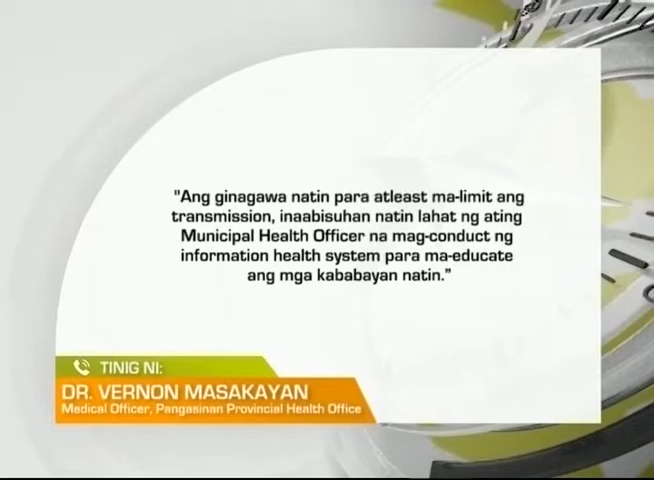 "Ang ginagawa natin para atleast ma-limit ang
transmission, inaabisuhan natin lahat ng ating
Municipal Health Officer na mag-conduct ng
information health system para ma-educate
ang mga kababayan natin."
TINIG NI:
DR. VERNON MASAKAYAN
Medical Officer, Pangasinan Provincial Health Office